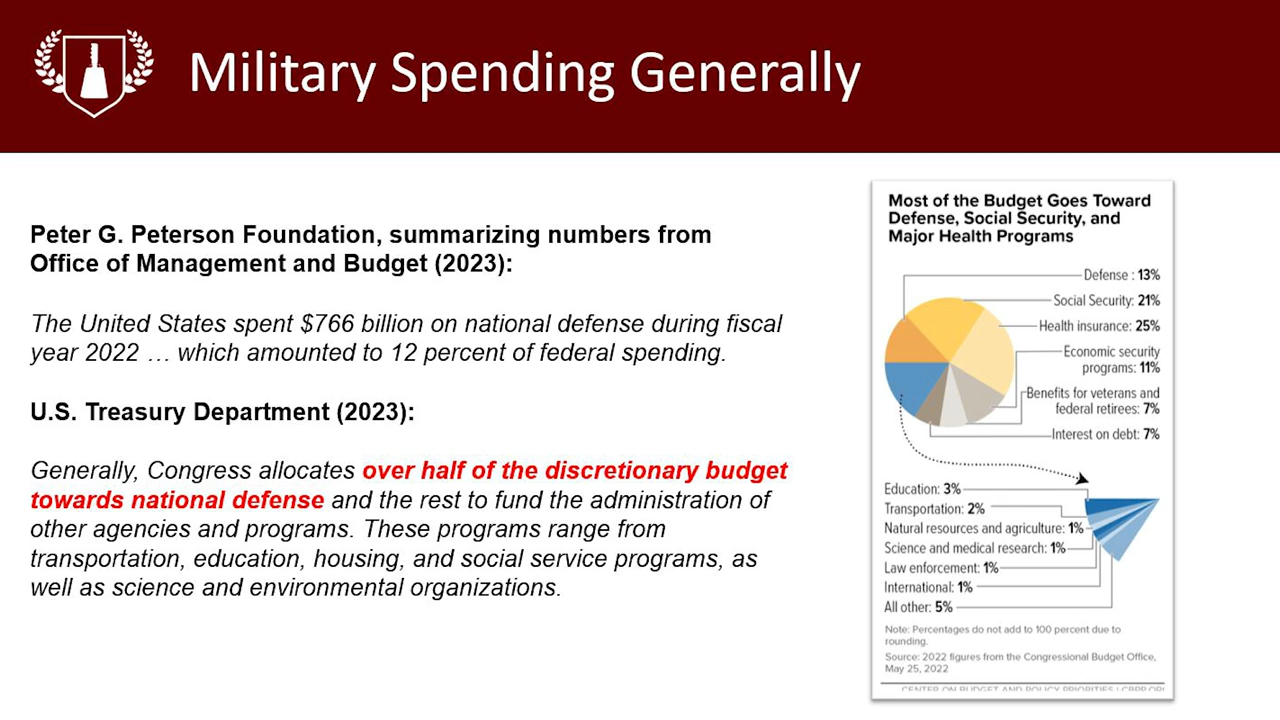 Military Spending Generally
Peter G. Peterson Foundation, summarizing numbers from
Office of Management and Budget (2023):
The United States spent $766 billion on national defense during fiscal
year 2022 … which amounted to 12 percent of federal spending.
U.S. Treasury Department (2023):
Generally, Congress allocates over half of the discretionary budget
towards national defense and the rest to fund the administration of
other agencies and programs. These programs range from
transportation, education, housing, and social service programs, as
well as science and environmental organizations.
Most of the Budget Goes Toward
Defense, Social Security, and
Major Health Programs
Defense : 13%
Social Security: 21%
Health insurance: 25%
Economic security
programs: 11%
Benefits for veterans and
federal retirees: 7%
Interest on debt: 7%
Education: 3%
Transportation: 2%
Natural resources and agriculture: 1%
Science and medical research: 1%
Law enforcement: 1%
International: 1%
All other: 5%
Note: Percentages do not add to 100 percent due to
rounding.
Source: 2022 figures from the Congressional Budget Office,
May 25, 2022
CENTER ON BUDGET AND POLICY PRIORITIES | CBPP.ORG